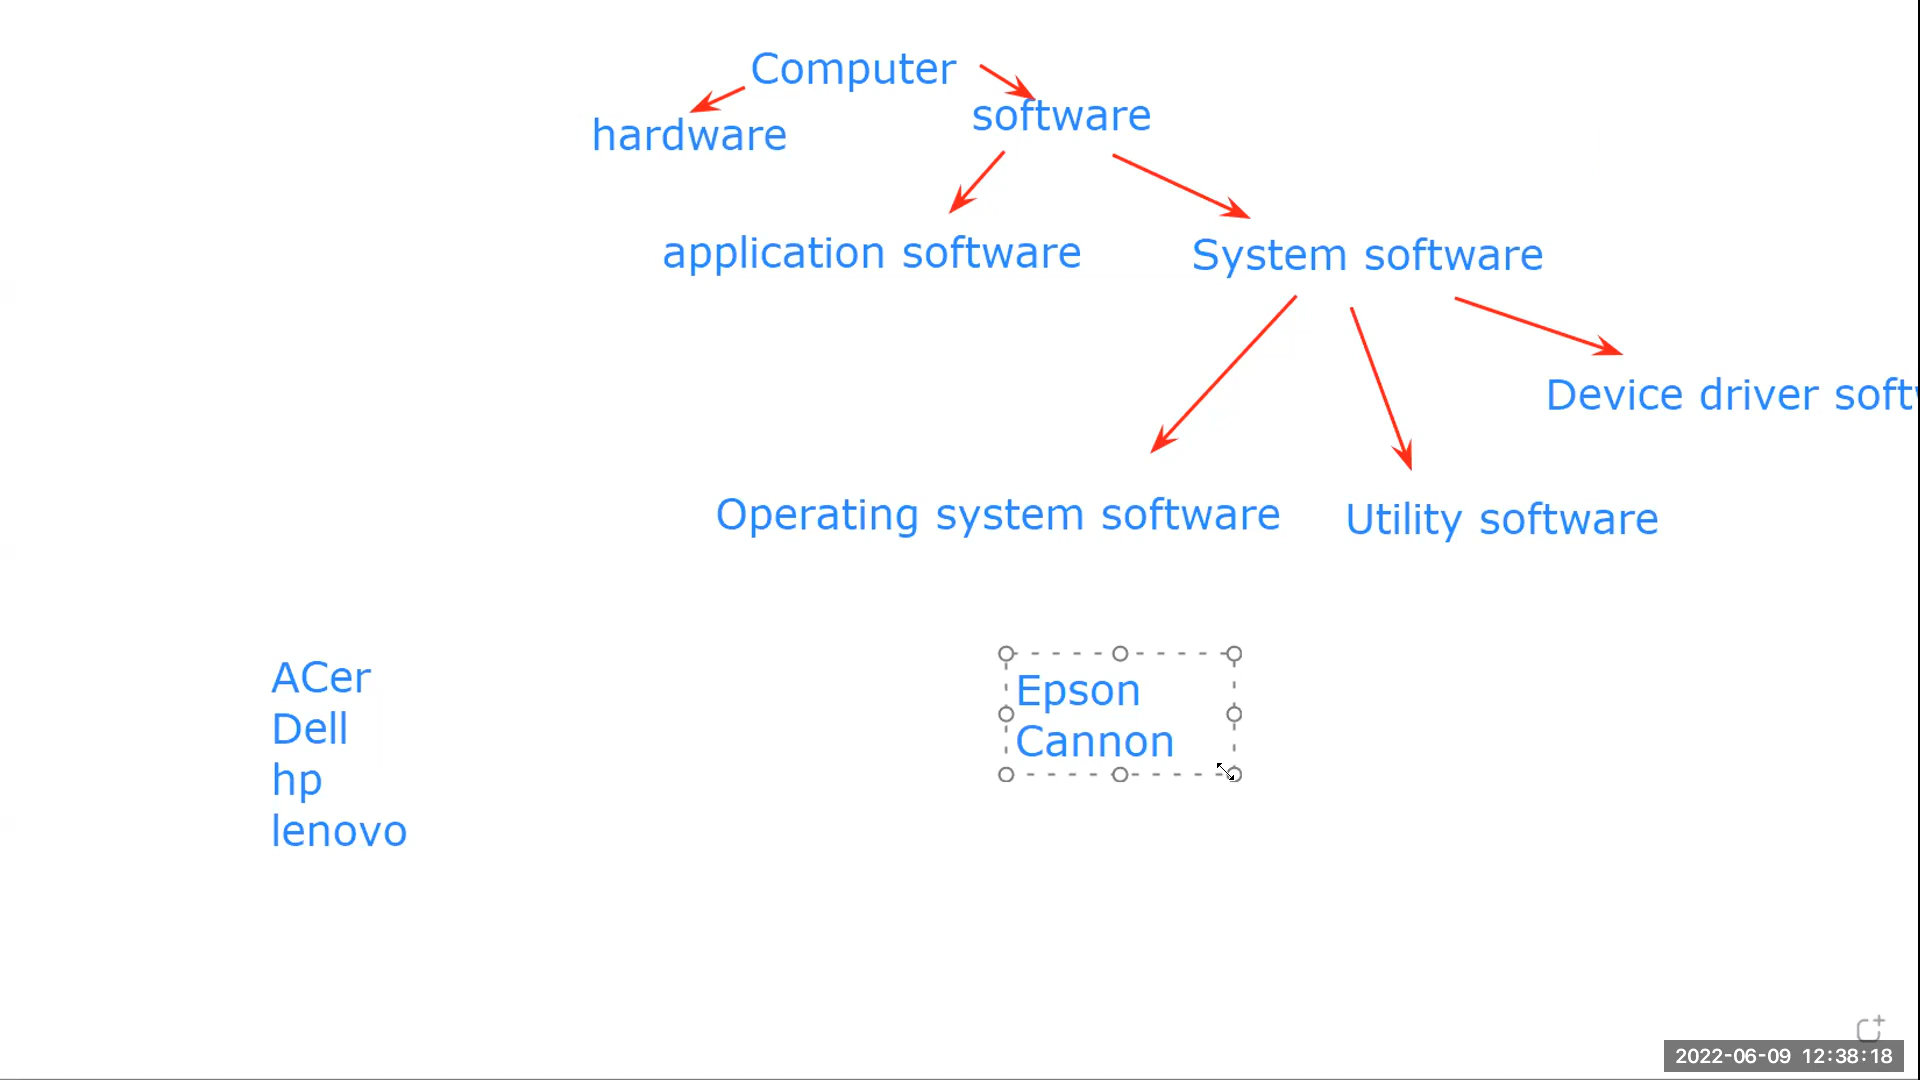 Computer
hardware
software
application software
System software
Device driver
Operating system software
Utility software
ACer
Dell
hp
lenovo
Epson
Cannon
2022-06-09 12:38:18